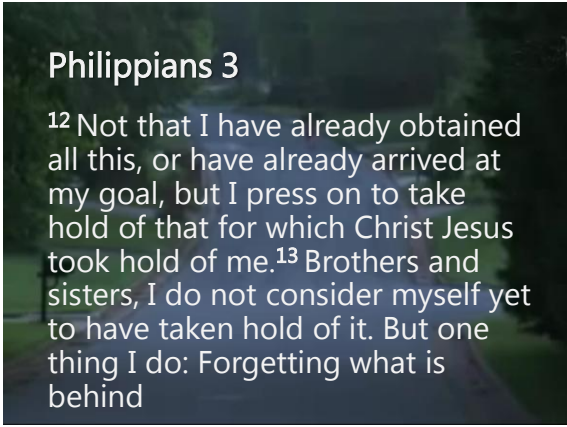 Philippians 3
12 Not that I have already obtained
all this, or have already arrived at
my goal, but I press on to take
hold of that for which Christ Jesus
took hold of me.13 Brothers and
sisters, I do not consider myself yet
to have taken hold of it. But one
thing I do: Forgetting what is
behind